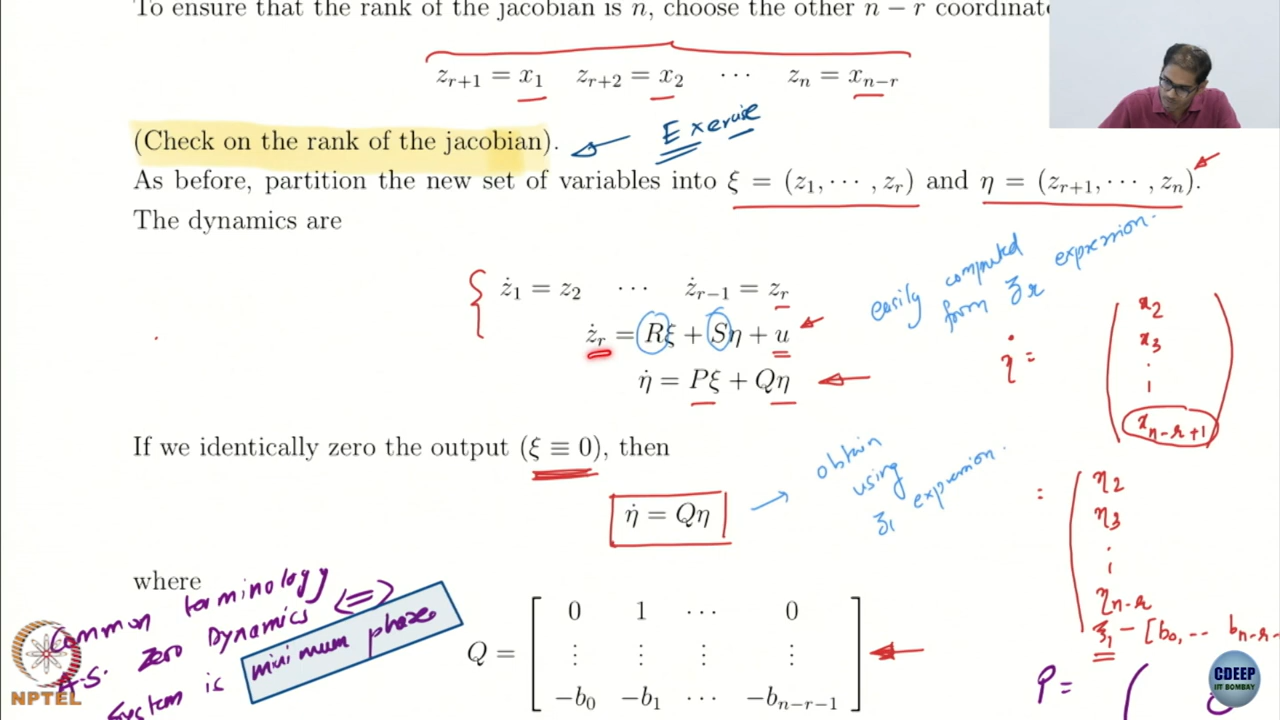 To ensure that the rank of the jacobian is n, choose the other n − r coordinate
z_{r+1} = x_1 z_{r+2} = x_2 ⋯ z_n = x_{n−r}
(Check on the rank of the jacobian).
Exercise
As before, partition the new set of variables into ξ = (z_1, ⋯ , z_r) and η = (z_{r+1}, ⋯ , z_n).
The dynamics are
ż_1 = z_2 ⋯ ż_{r−1} = z_r
ż_r = Rξ + Sη + u
η̇ = Pξ + Qη
easily computed
from z_r expression.
η̇ =
x_2
x_3
⋮
x_{n-r+1}
If we identically zero the output (ξ ≡ 0), then
η̇ = Qη
obtain
using
z_1 expression.
=
η_2
η_3
⋮
η_{n-r}
ξ_1 − [b_0, ⋯ b_{n-r-
where
Q = [ 0 1 ⋯ 0
⋮ ⋮ ⋮ ⋮
−b_0 −b_1 ⋯ −b_{n−r−1} ]
P = (
Common terminology
A.S. Zero Dynamics ⇔
System is minimum phase
NPTEL
CDEEP
IIT BOMBAY